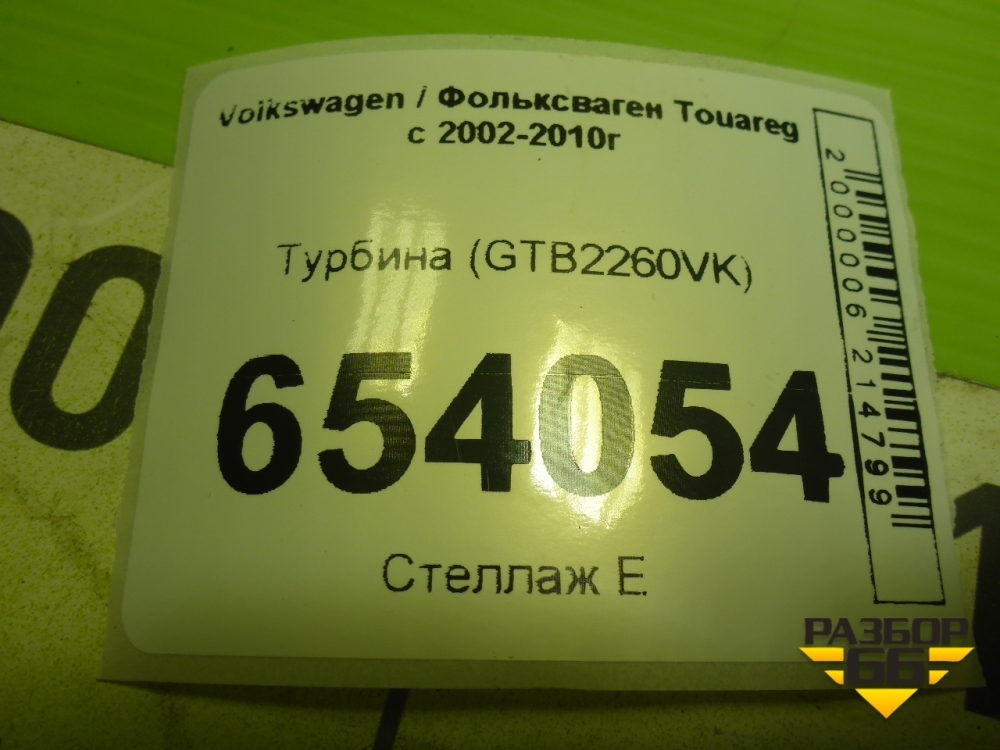 Volkswagen / Фольксваген Touareg
с 2002-2010г
Турбина (GTB2260VK)
654054
Стеллаж Е
2000006214799
РАЗБОР
66